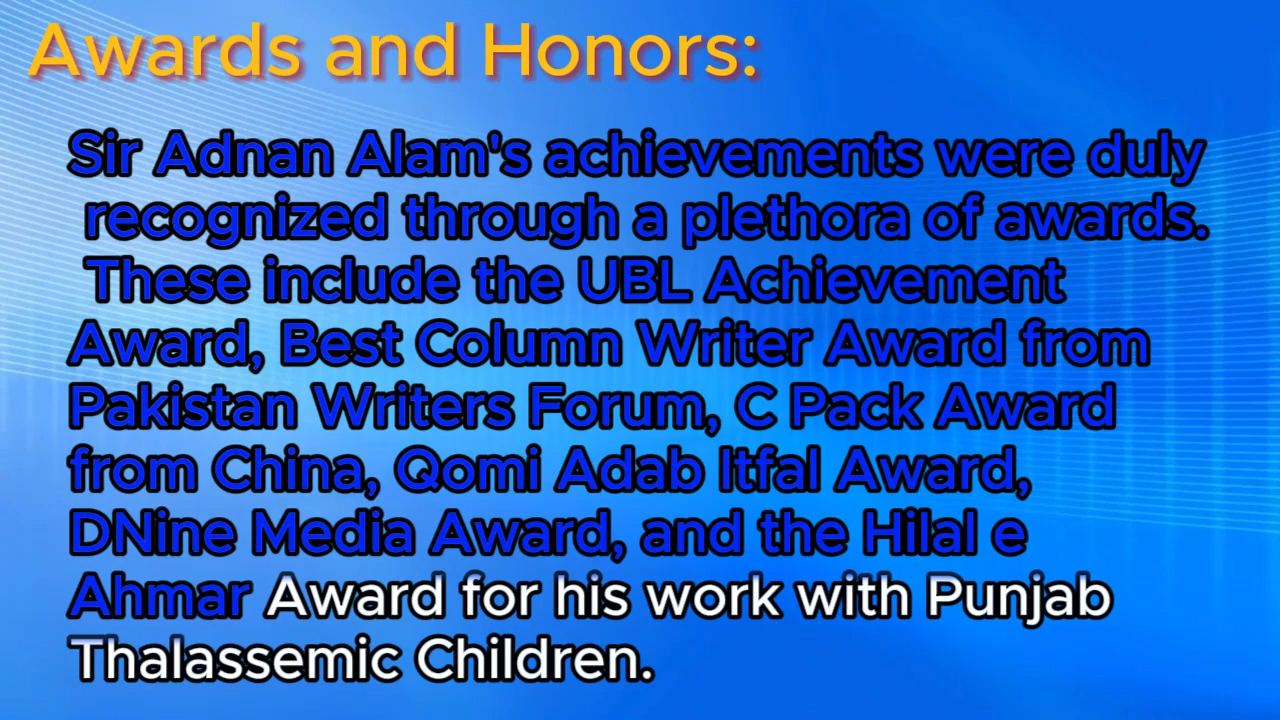 Awards and Honors:
Sir Adnan Alam's achievements were duly
recognized through a plethora of awards.
These include the UBL Achievement
Award, Best Column Writer Award from
Pakistan Writers Forum, C Pack Award
from China, Qomi Adab Itfal Award,
DNine Media Award, and the Hilal e
Ahmar Award for his work with Punjab
Thalassemic Children.